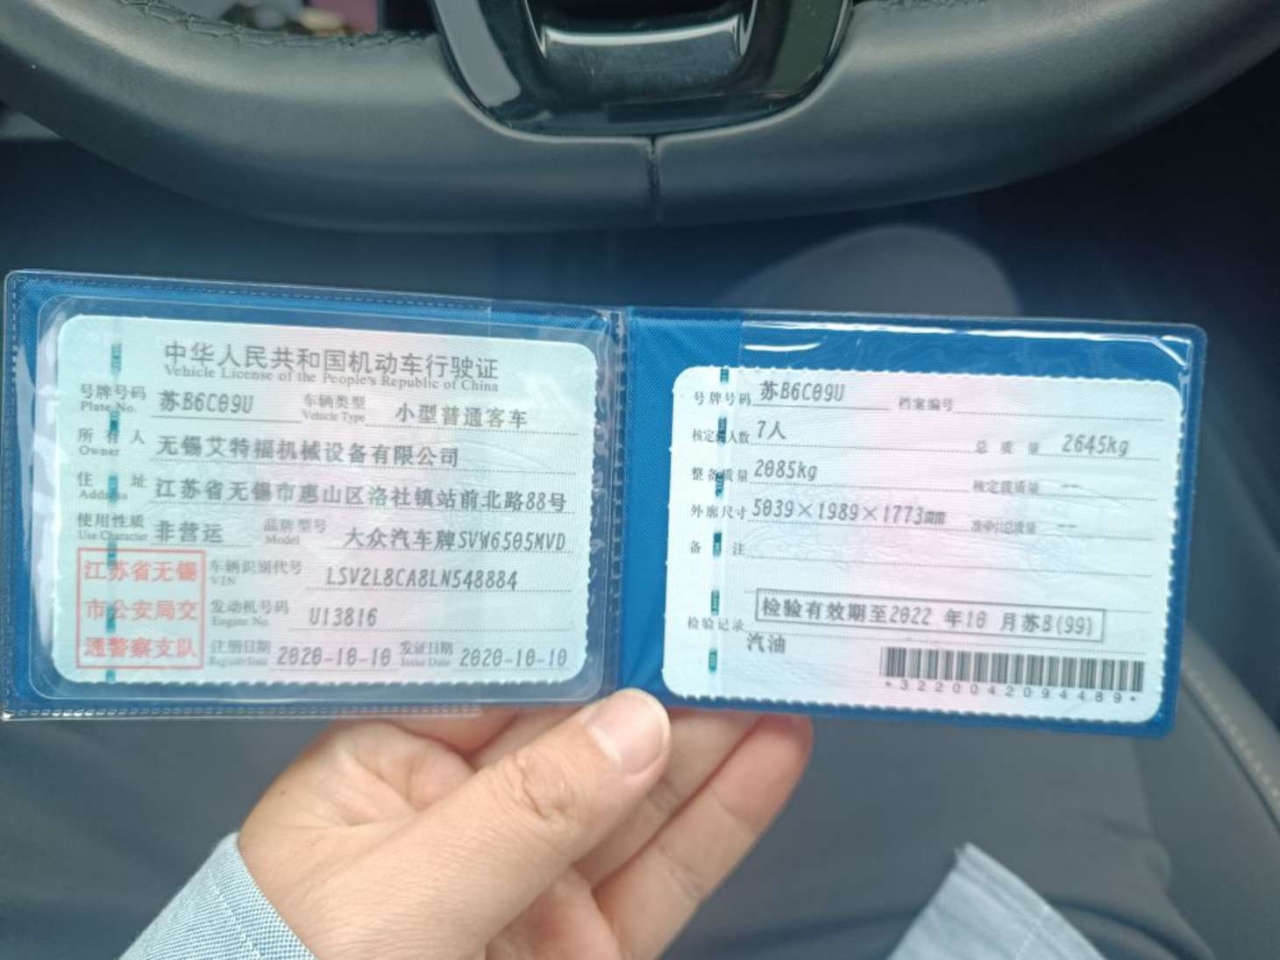 中华人民共和国机动车行驶证
Vehicle License of the People's Republic of China
号牌号码 苏B6C09U 车辆类型 小型普通客车
Plate No. Vehicle Type
所有人 无锡艾特福机械设备有限公司
Owner
住址 江苏省无锡市惠山区洛社镇站前北路88号
Address
使用性质 非营运 品牌型号 大众汽车牌SVW6505MVD
Use Character Model
江苏省无锡
市公安局交
通警察支队
车辆识别代号 LSV2L8CA8LN548884
VIN
发动机号码 U13816
Engine No.
注册日期 2020-10-10 发证日期 2020-10-10
Register Date Issue Date
号牌号码 苏B6C09U 档案编号
核定载人数 7人 总质量 2645kg
整备质量 2085kg 核定载质量 --
外廓尺寸 5039×1989×1773 准牵引总质量 --
备注
检验有效期至2022 年10 月苏B(99)
检验记录
汽油
*3220042094489*